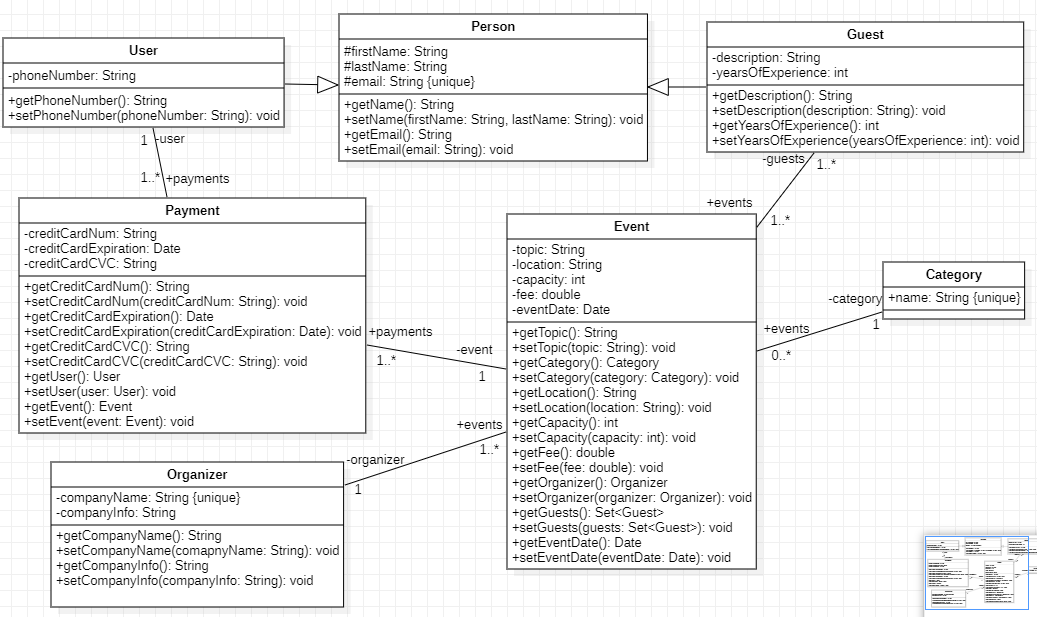 User
-phoneNumber: String
+getPhoneNumber(): String
+setPhoneNumber(phoneNumber: String): void
Person
#firstName: String
#lastName: String
#email: String {unique}
+getName(): String
+setName(firstName: String, lastName: String): void
+getEmail(): String
+setEmail(email: String): void
Guest
-description: String
-yearsOfExperience: int
+getDescription(): String
+setDescription(description: String): void
+getYearsOfExperience(): int
+setYearsOfExperience(yearsOfExperience: int): void
1 -user
1..* +payments
-guests
1..*
+events
1..*
Payment
-creditCardNum: String
-creditCardExpiration: Date
-creditCardCVC: String
+getCreditCardNum(): String
+setCreditCardNum(creditCardNum: String): void
+getCreditCardExpiration(): Date
+setCreditCardExpiration(creditCardExpiration: Date): void
+getCreditCardCVC(): String
+setCreditCardCVC(creditCardCVC: String): void
+getUser(): User
+setUser(user: User): void
+getEvent(): Event
+setEvent(event: Event): void
+payments
1..*
-event
1
Event
-topic: String
-location: String
-capacity: int
-fee: double
-eventDate: Date
+getTopic(): String
+setTopic(topic: String): void
+getCategory(): Category
+setCategory(category: Category): void
+getLocation(): String
+setLocation(location: String): void
+getCapacity(): int
+setCapacity(capacity: int): void
+getFee(): double
+setFee(fee: double): void
+getOrganizer(): Organizer
+setOrganizer(organizer: Organizer): void
+getGuests(): Set<Guest>
+setGuests(guests: Set<Guest>): void
+getEventDate(): Date
+setEventDate(eventDate: Date): void
Category
+name: String {unique}
-category
1
+events
0..*
+events
1..*
-organizer
1
Organizer
-companyName: String {unique}
-companyInfo: String
+getCompanyName(): String
+setCompanyName(comapnyName: String): void
+getCompanyInfo(): String
+setCompanyInfo(companyInfo: String): void